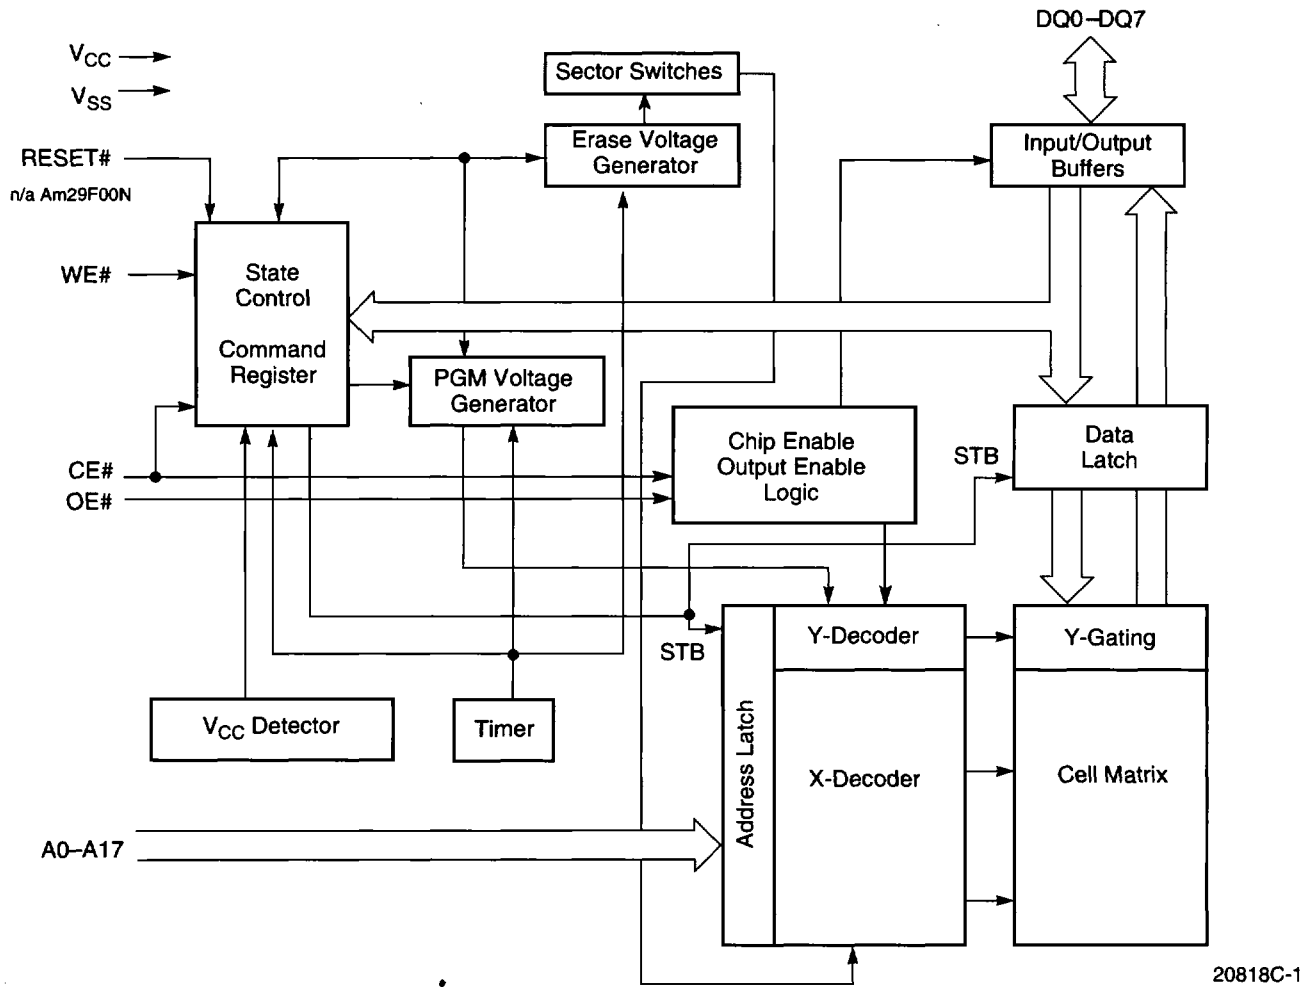 DQ0–DQ7
VCC
VSS
Sector Switches
RESET#
n/a Am29F00N
Erase Voltage
Generator
Input/Output
Buffers
WE#
State
Control
Command
Register
PGM Voltage
Generator
CE#
OE#
Chip Enable
Output Enable
Logic
STB
Data
Latch
STB
Y-Decoder
Y-Gating
VCC Detector
Timer
Address Latch
X-Decoder
Cell Matrix
A0–A17
20818C-1